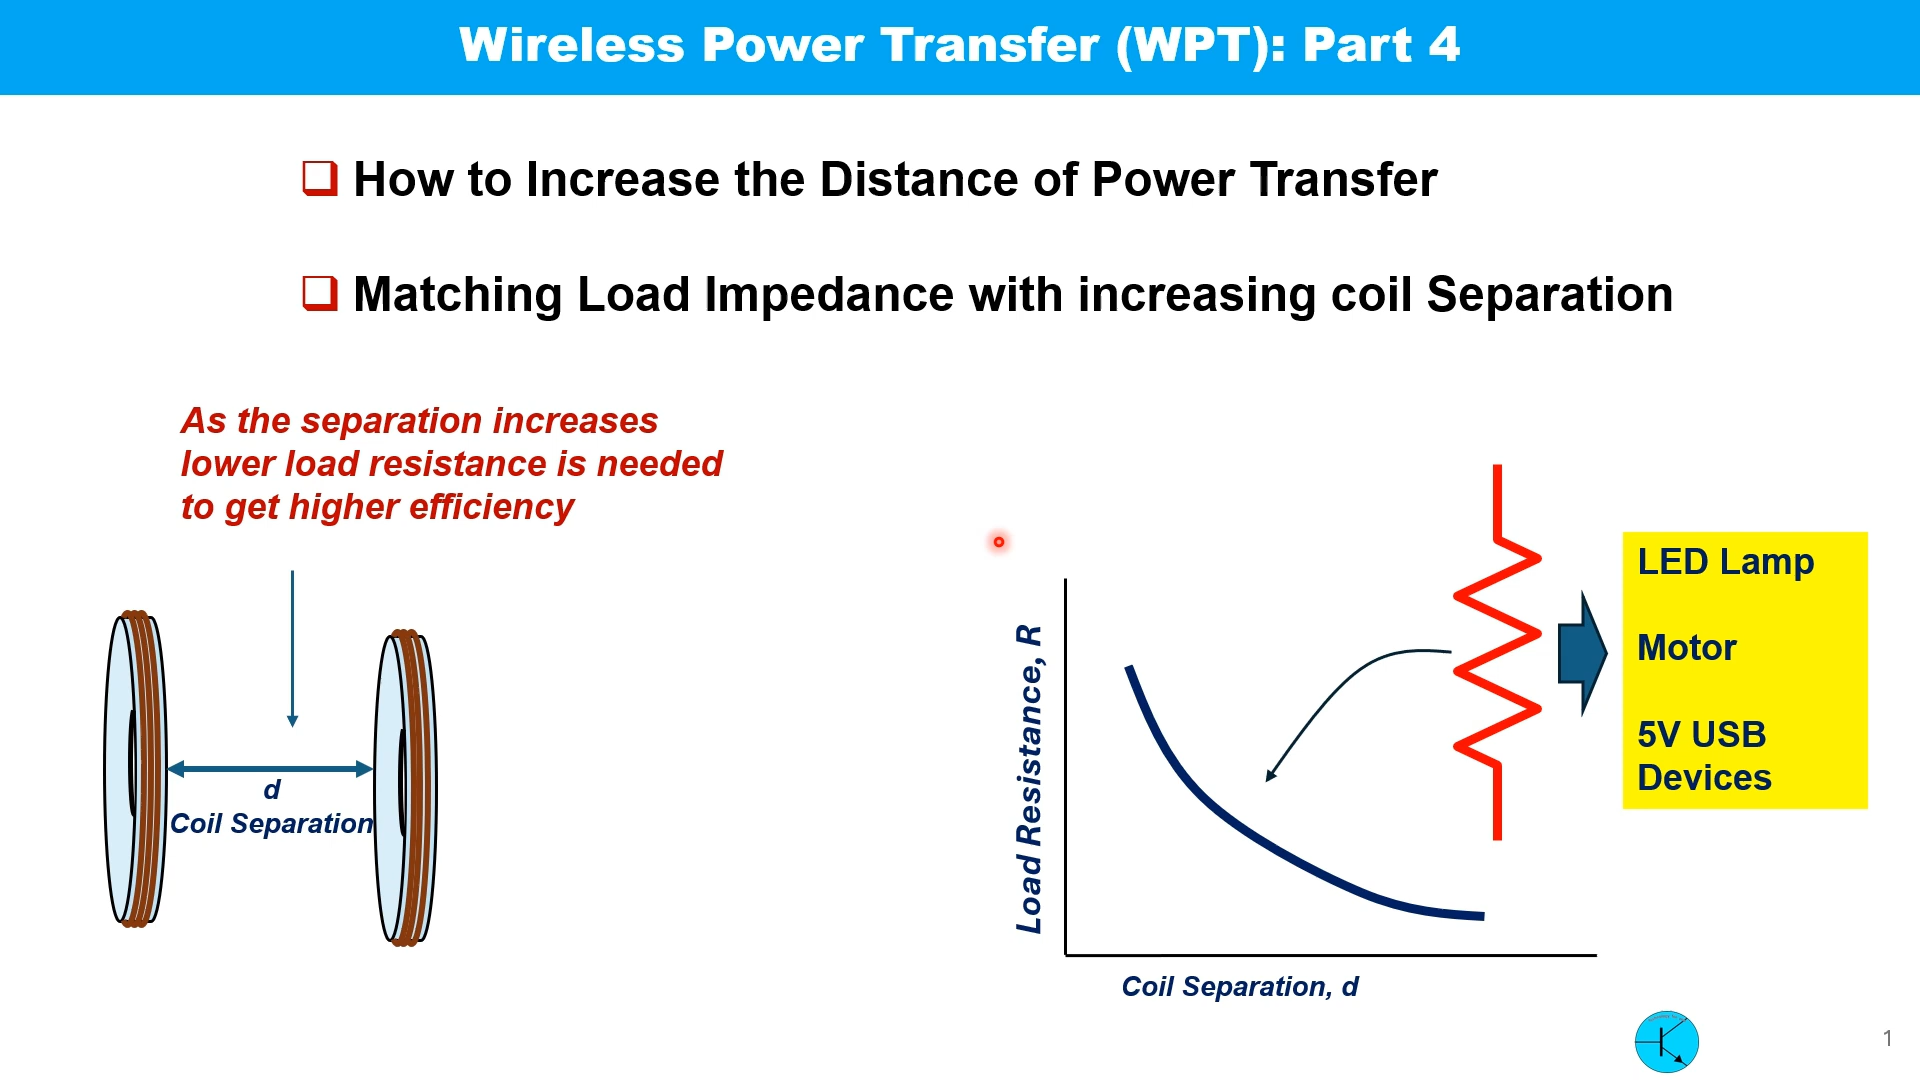 Wireless Power Transfer (WPT): Part 4
How to Increase the Distance of Power Transfer
Matching Load Impedance with increasing coil Separation
As the separation increases
lower load resistance is needed
to get higher efficiency
d
Coil Separation
Load Resistance, R
Coil Separation, d
LED Lamp
Motor
5V USB
Devices
1